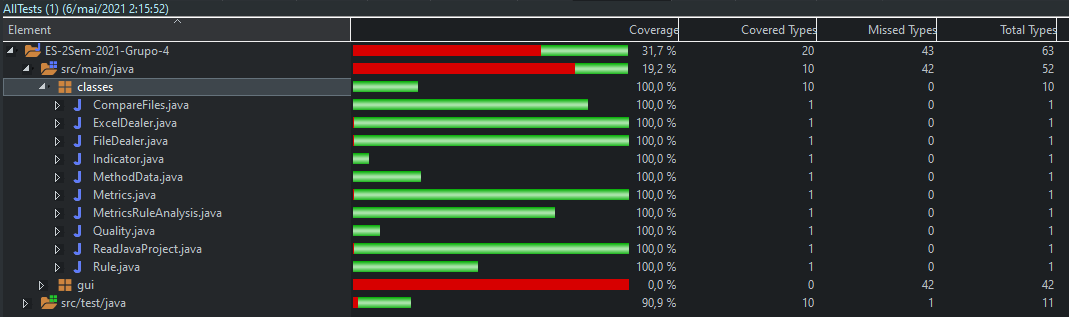 AllTests (1) (6/mai/2021 2:15:52)
Element Coverage Covered Types Missed Types Total Types
ES-2Sem-2021-Grupo-4 31,7 % 20 43 63
src/main/java 19,2 % 10 42 52
classes 100,0 % 10 0 10
CompareFiles.java 100,0 % 1 0 1
ExcelDealer.java 100,0 % 1 0 1
FileDealer.java 100,0 % 1 0 1
Indicator.java 100,0 % 1 0 1
MethodData.java 100,0 % 1 0 1
Metrics.java 100,0 % 1 0 1
MetricsRuleAnalysis.java 100,0 % 1 0 1
Quality.java 100,0 % 1 0 1
ReadJavaProject.java 100,0 % 1 0 1
Rule.java 100,0 % 1 0 1
gui 0,0 % 0 42 42
src/test/java 90,9 % 10 1 11